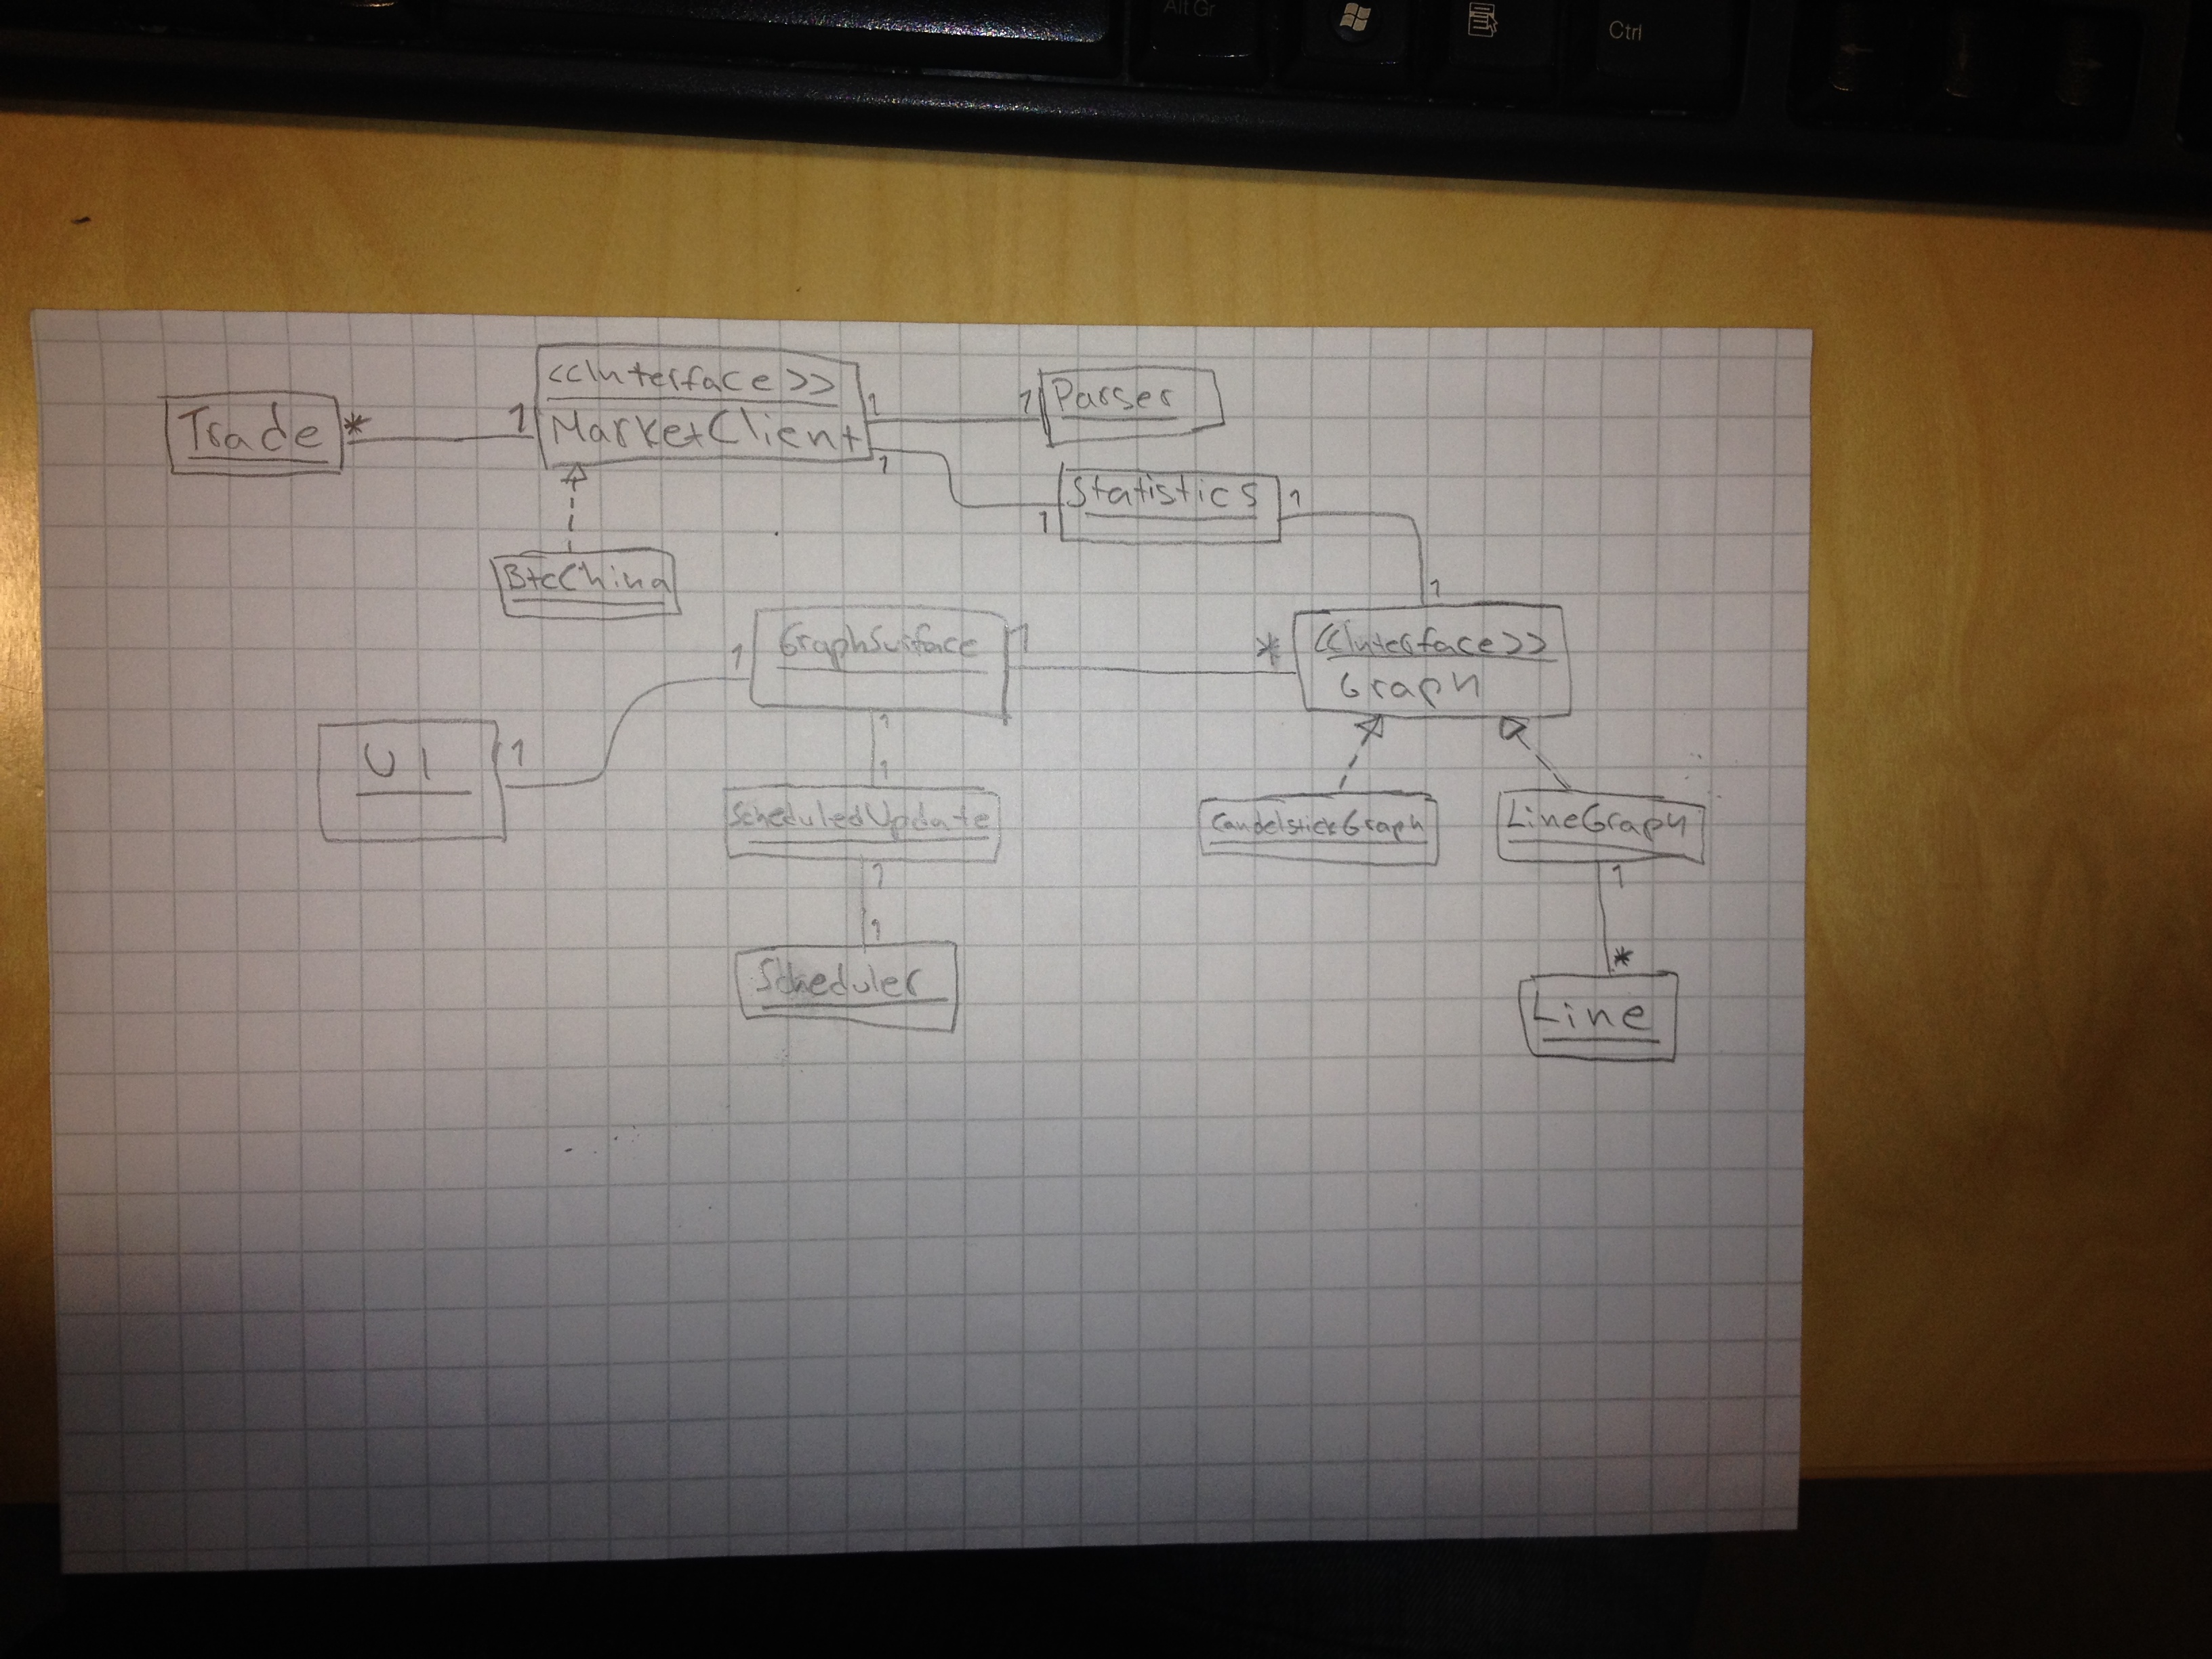 Alt Gr
Ctrl
<<Interface>>
MarketClient
Trade
*
1
1
1
Parser
1
1
Statistics
1
BtcChina
1
GraphSurface
1
1
*
<<Interface>>
Graph
UI
1
1
1
ScheduledUpdate
CandelstickGraph
LineGraph
1
1
1
*
Scheduler
Line